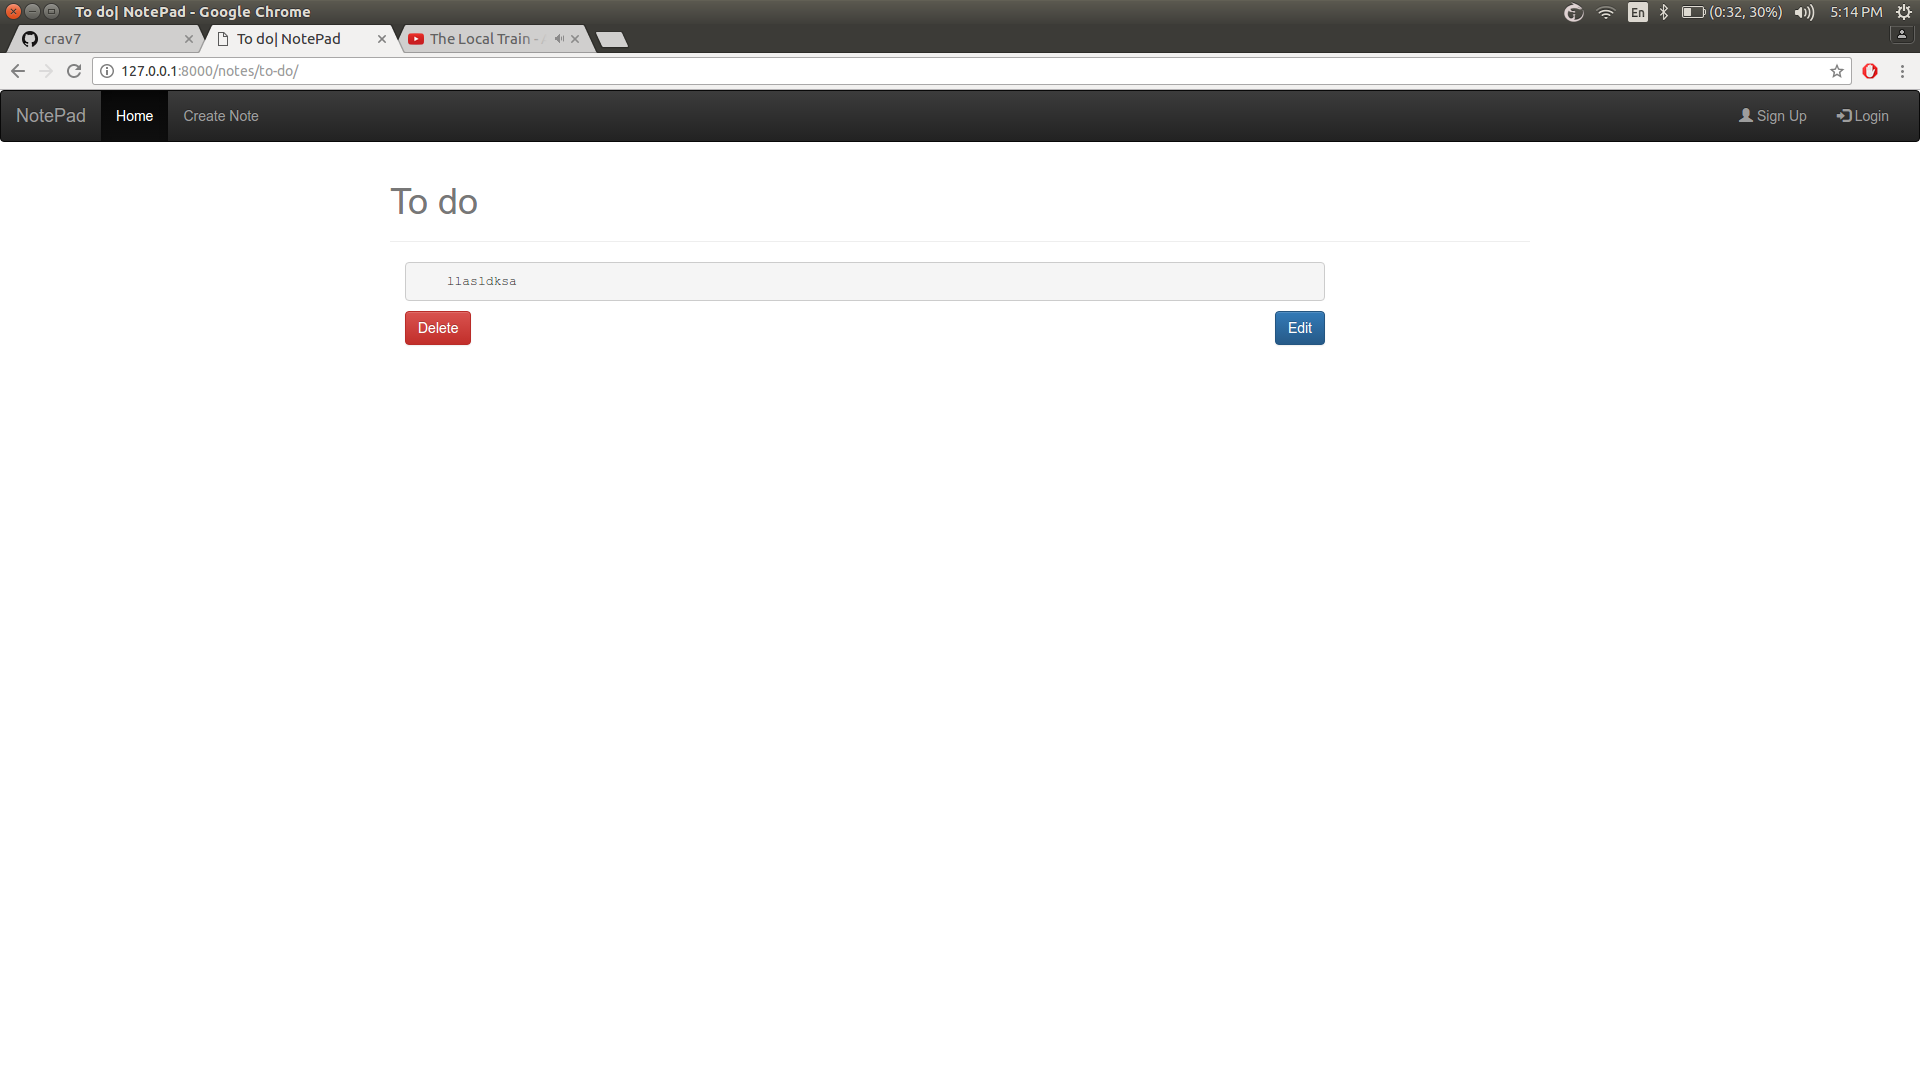 To do| NotePad - Google Chrome
En (0:32, 30%) 5:14 PM
crav7 To do| NotePad The Local Train -
127.0.0.1:8000/notes/to-do/
NotePad Home Create Note Sign Up Login
To do
llasldksa
Delete Edit